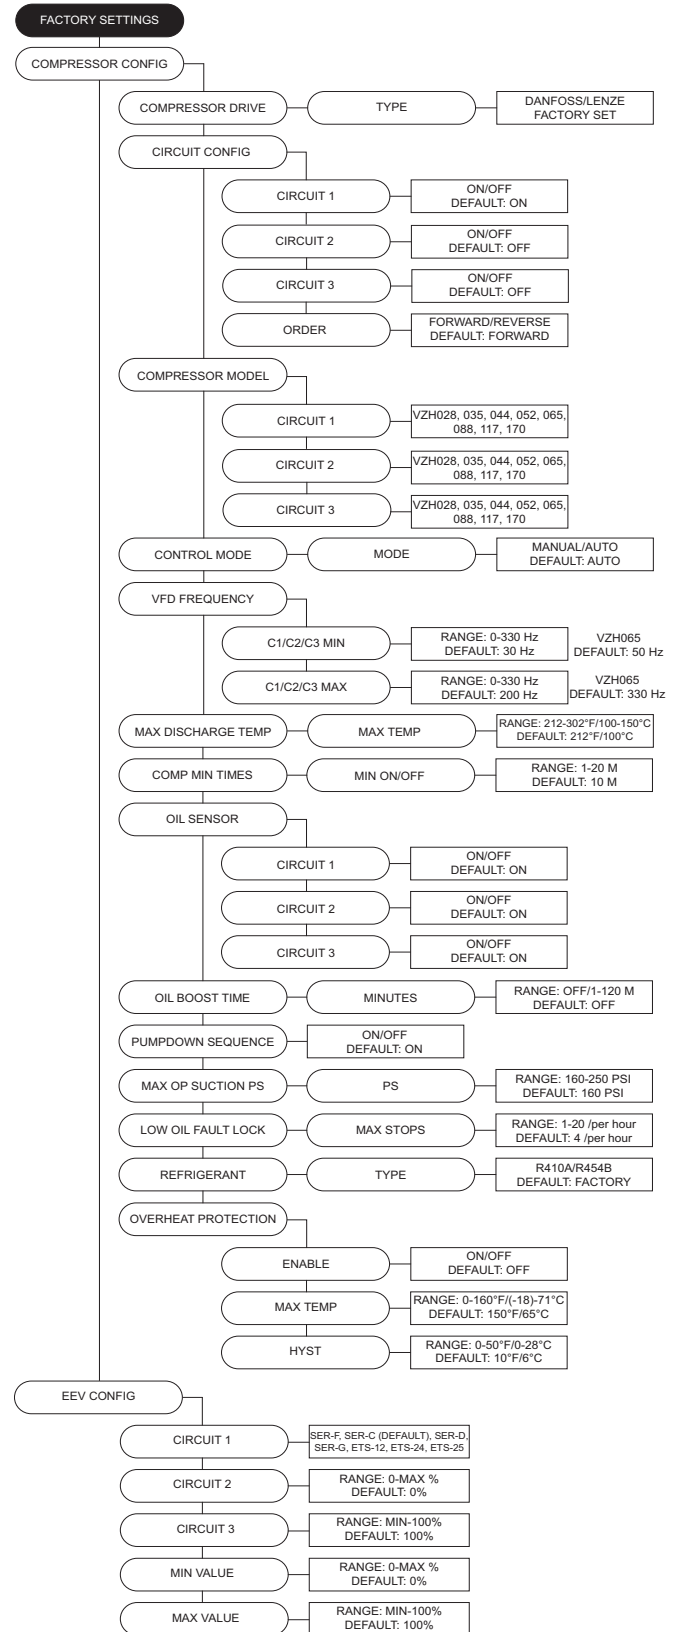 FACTORY SETTINGS
COMPRESSOR CONFIG
COMPRESSOR DRIVE
TYPE
DANFOSS/LENZE
FACTORY SET
CIRCUIT CONFIG
CIRCUIT 1
ON/OFF
DEFAULT: ON
CIRCUIT 2
ON/OFF
DEFAULT: OFF
CIRCUIT 3
ON/OFF
DEFAULT: OFF
ORDER
FORWARD/REVERSE
DEFAULT: FORWARD
COMPRESSOR MODEL
CIRCUIT 1
VZH028, 035, 044, 052, 065,
088, 117, 170
CIRCUIT 2
VZH028, 035, 044, 052, 065,
088, 117, 170
CIRCUIT 3
VZH028, 035, 044, 052, 065,
088, 117, 170
CONTROL MODE
MODE
MANUAL/AUTO
DEFAULT: AUTO
VFD FREQUENCY
C1/C2/C3 MIN
RANGE: 0-330 Hz
DEFAULT: 30 Hz
VZH065
DEFAULT: 50 Hz
C1/C2/C3 MAX
RANGE: 0-330 Hz
DEFAULT: 200 Hz
VZH065
DEFAULT: 330 Hz
MAX DISCHARGE TEMP
MAX TEMP
RANGE: 212-302°F/100-150°C
DEFAULT: 212°F/100°C
COMP MIN TIMES
MIN ON/OFF
RANGE: 1-20 M
DEFAULT: 10 M
OIL SENSOR
CIRCUIT 1
ON/OFF
DEFAULT: ON
CIRCUIT 2
ON/OFF
DEFAULT: ON
CIRCUIT 3
ON/OFF
DEFAULT: ON
OIL BOOST TIME
MINUTES
RANGE: OFF/1-120 M
DEFAULT: OFF
PUMPDOWN SEQUENCE
ON/OFF
DEFAULT: ON
MAX OP SUCTION PS
PS
RANGE: 160-250 PSI
DEFAULT: 160 PSI
LOW OIL FAULT LOCK
MAX STOPS
RANGE: 1-20 /per hour
DEFAULT: 4 /per hour
REFRIGERANT
TYPE
R410A/R454B
DEFAULT: FACTORY
OVERHEAT PROTECTION
ENABLE
ON/OFF
DEFAULT: OFF
MAX TEMP
RANGE: 0-160°F/(-18)-71°C
DEFAULT: 150°F/65°C
HYST
RANGE: 0-50°F/0-28°C
DEFAULT: 10°F/6°C
EEV CONFIG
CIRCUIT 1
SER-F, SER-C (DEFAULT), SER-D,
SER-G, ETS-12, ETS-24, ETS-25
CIRCUIT 2
RANGE: 0-MAX %
DEFAULT: 0%
CIRCUIT 3
RANGE: MIN-100%
DEFAULT: 100%
MIN VALUE
RANGE: 0-MAX %
DEFAULT: 0%
MAX VALUE
RANGE: MIN-100%
DEFAULT: 100%